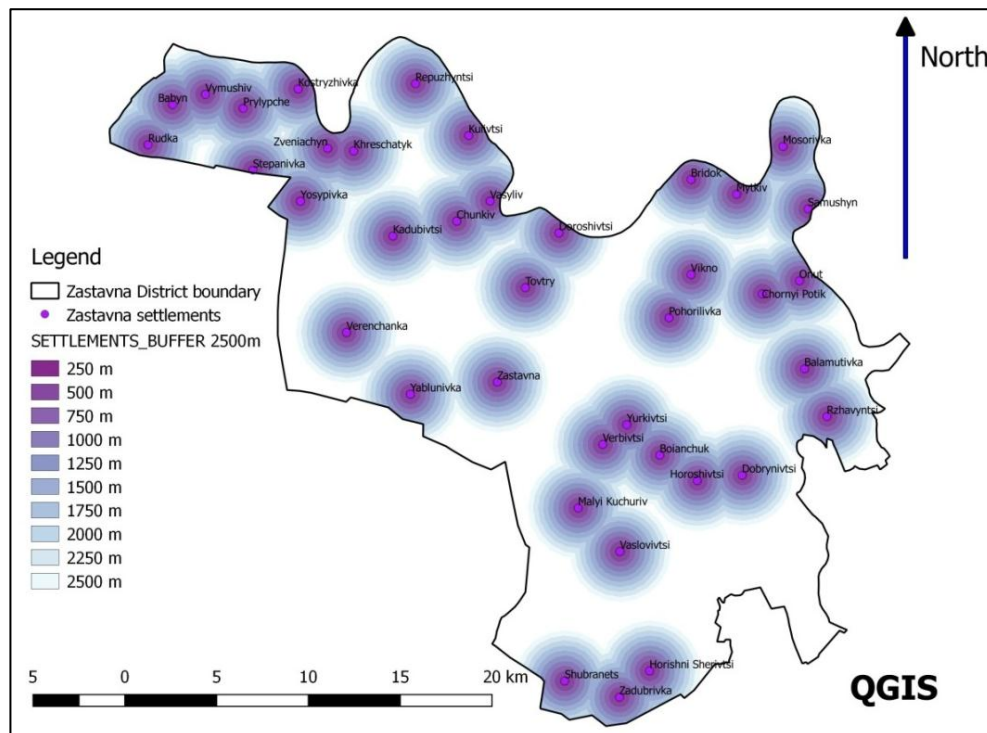 North
Repuzhyntsi
Kostryzhivka
Vymushiv
Babyn
Prylypche
Kulivtsi
Mosorivka
Rudka
Zveniachyn
Khreschatyk
Stepanivka
Bridok
Mytkiv
Yosypivka
Vasyliv
Samushyn
Chunkiv
Kadubivtsi
Doroshivtsi
Vikno
Onut
Tovtry
Chornyi Potik
Pohorilivka
Verenchanka
Balamutivka
Zastavna
Yablunivka
Rzhavyntsi
Yurkivtsi
Verbivtsi
Boianchuk
Horoshivtsi
Dobrynivtsi
Malyi Kuchuriv
Vaslovivtsi
Horishni Sherivtsi
Shubranets
Zadubrivka
Legend
Zastavna District boundary
Zastavna settlements
SETTLEMENTS_BUFFER 2500m
250 m
500 m
750 m
1000 m
1250 m
1500 m
1750 m
2000 m
2250 m
2500 m
5 0 5 10 15 20 km
QGIS